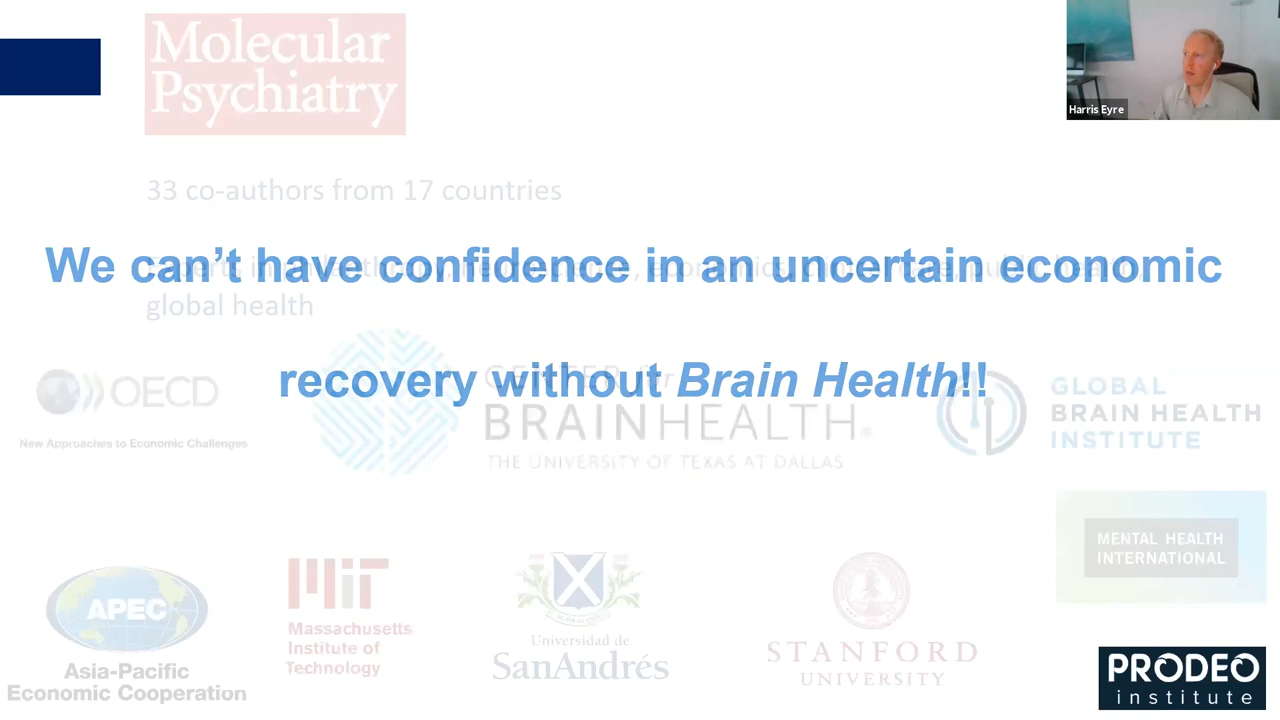 Molecular
Psychiatry
Harris Eyre
33 co-authors from 17 countries
We can’t have confidence in an uncertain economic
global health
recovery without Brain Health!!
OECD
New Approaches to Economic Challenges
CENTER for
BRAINHEALTH®
THE UNIVERSITY OF TEXAS AT DALLAS
GLOBAL
BRAIN HEALTH
INSTITUTE
MENTAL HEALTH
INTERNATIONAL
APEC
Asia-Pacific
Economic Cooperation
MIT
Massachusetts
Institute of
Technology
Universidad de
SanAndrés
STANFORD
UNIVERSITY
PRODEO
institute